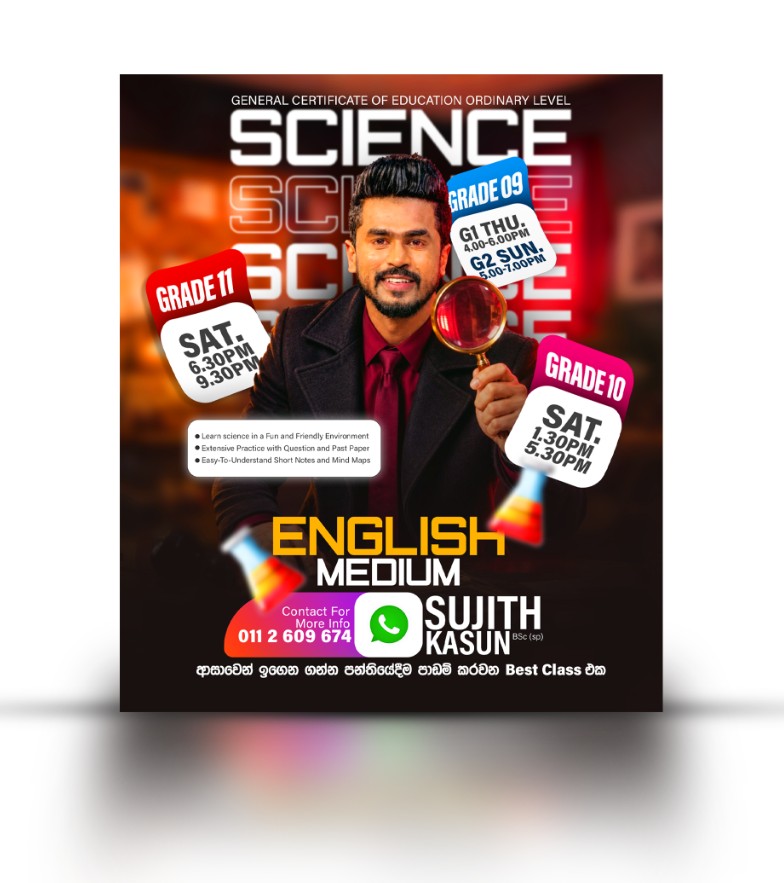 GENERAL CERTIFICATE OF EDUCATION ORDINARY LEVEL
SCIENCE
GRADE 09
G1 THU.
4.00-6.00PM
G2 SUN.
5.00-7.00PM
GRADE 11
SAT.
6.30PM
9.30PM
GRADE 10
SAT.
1.30PM
5.30PM
Learn science in a Fun and Friendly Environment
Extensive Practice with Question and Past Paper
Easy-To-Understand Short Notes and Mind Maps
ENGLISH
MEDIUM
Contact For
More Info
011 2 609 674
SUJITH
KASUN BSc (sp)
ආසාවෙන් ඉගෙන ගන්න පන්තියේදීම පාඩම් කරවන Best Class එක